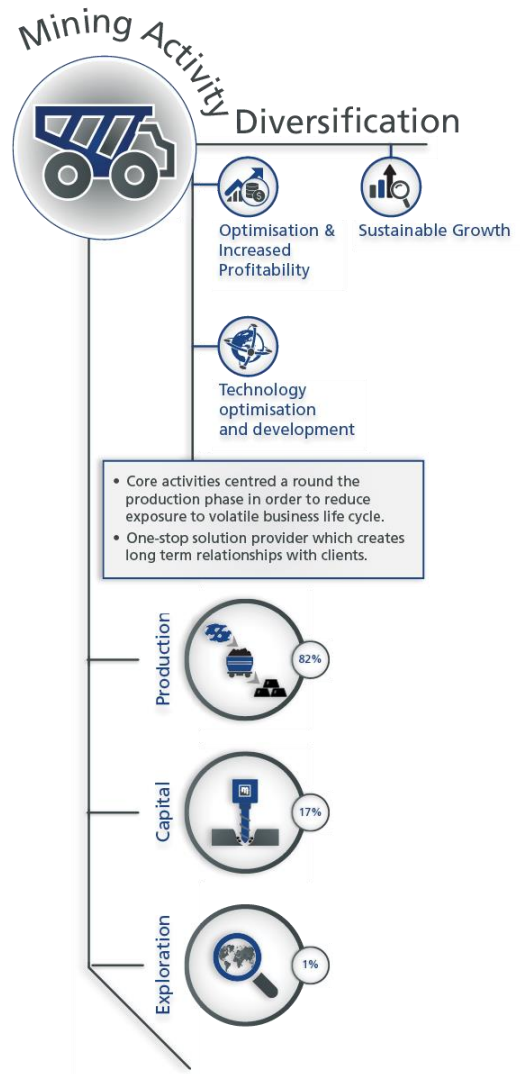 Mining Activity
Diversification
Optimisation &
Increased
Profitability
Sustainable Growth
Technology
optimisation
and development
• Core activities centred a round the
production phase in order to reduce
exposure to volatile business life cycle.
• One-stop solution provider which creates
long term relationships with clients.
Production
82%
Capital
17%
Exploration
1%